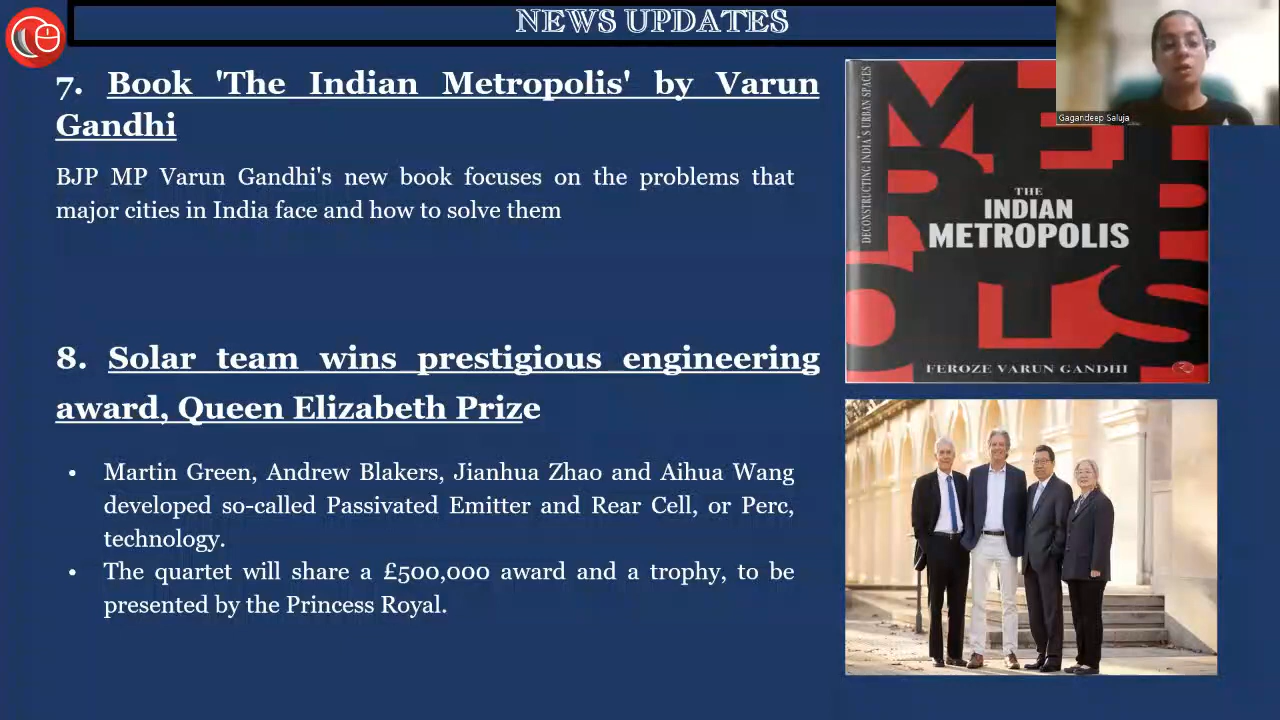 NEWS UPDATES
7. Book 'The Indian Metropolis' by Varun
Gandhi
BJP MP Varun Gandhi's new book focuses on the problems that
major cities in India face and how to solve them
8. Solar team wins prestigious engineering
award, Queen Elizabeth Prize
• Martin Green, Andrew Blakers, Jianhua Zhao and Aihua Wang
developed so-called Passivated Emitter and Rear Cell, or Perc,
technology.
• The quartet will share a £500,000 award and a trophy, to be
presented by the Princess Royal.
Gagandeep Saluja
DECONSTRUCTING INDIA'S URBAN SPACES
METROPOLIS
THE
INDIAN
METROPOLIS
FEROZE VARUN GANDHI